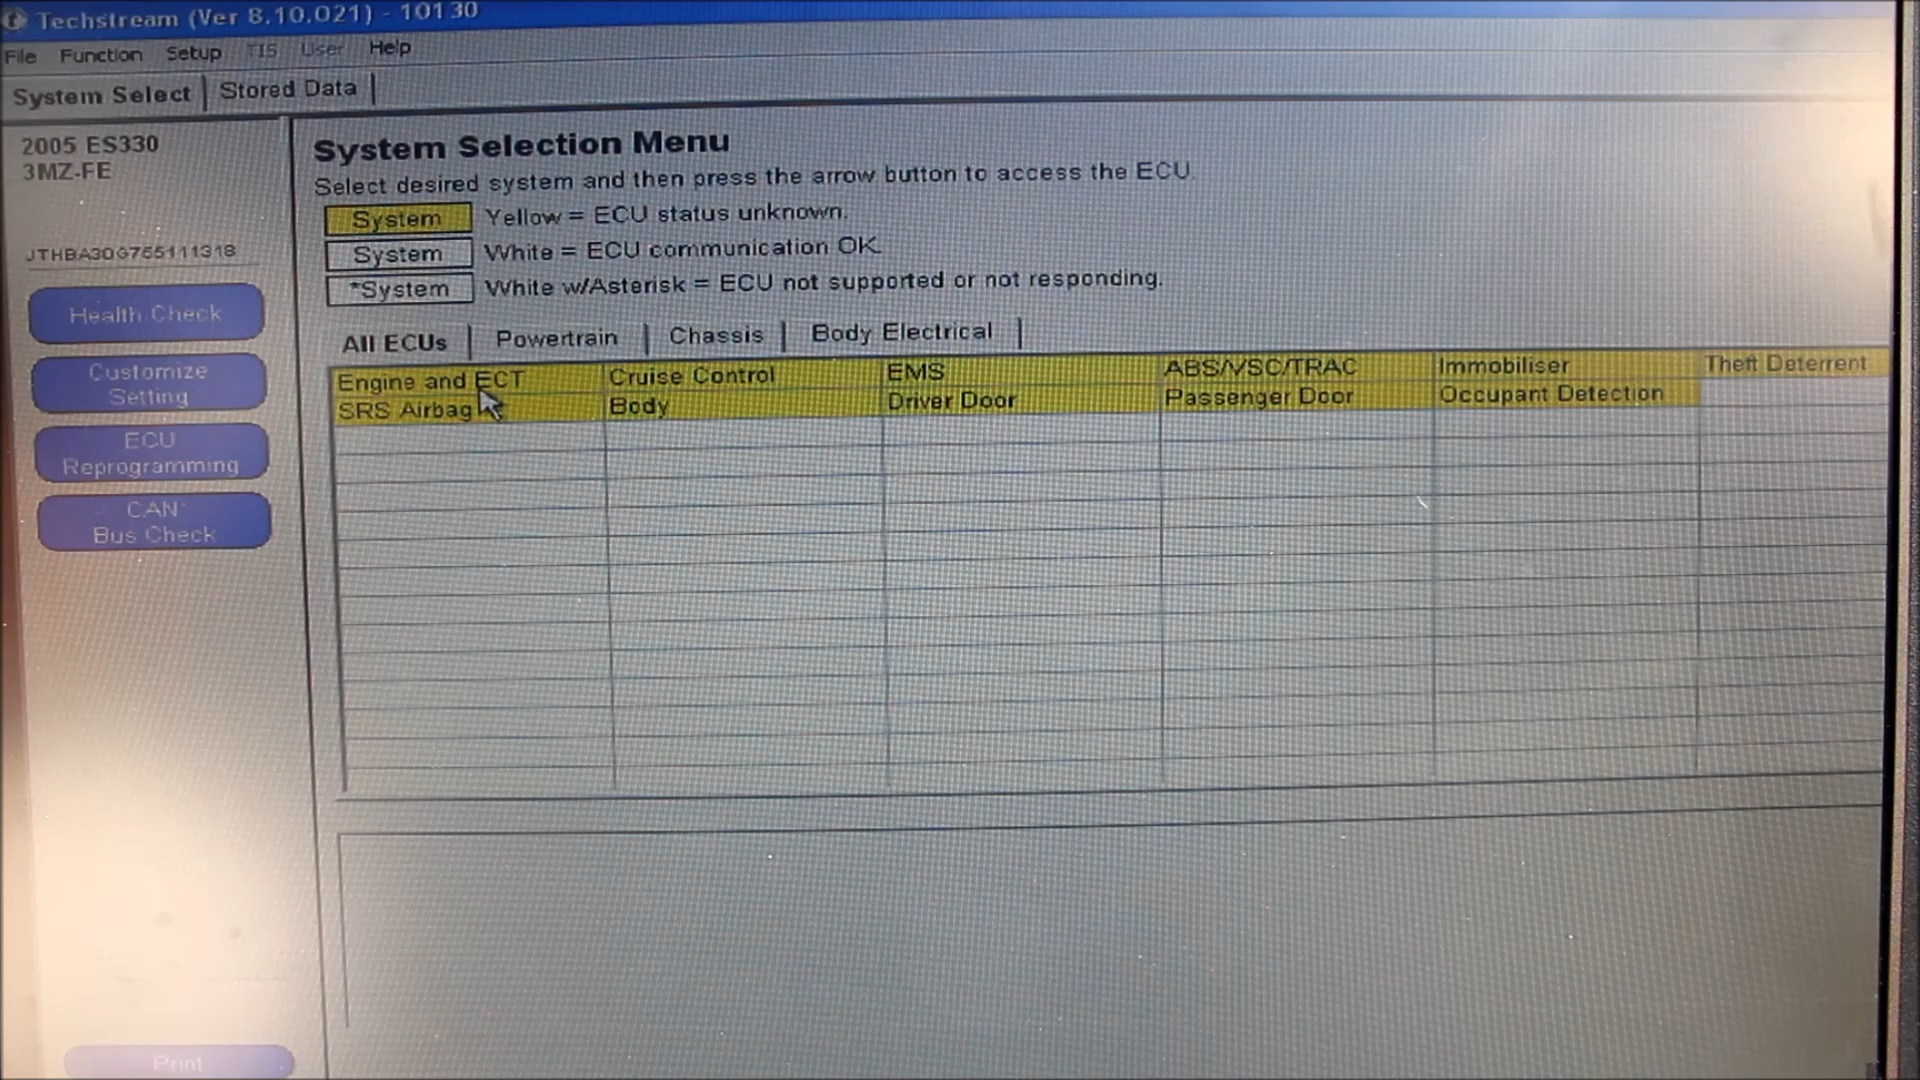 Techstream (Ver 8.10.021) - 10130
File Function Setup TIS User Help
System Select Stored Data
2005 ES330
3MZ-FE
JTHBA30G755111318
Health Check
Customize
Setting
ECU
Reprogramming
CAN
Bus Check
Print
System Selection Menu
Select desired system and then press the arrow button to access the ECU.
System Yellow = ECU status unknown.
System White = ECU communication OK.
*System White w/Asterisk = ECU not supported or not responding.
All ECUs Powertrain Chassis Body Electrical
Engine and ECT Cruise Control EMS ABS/VSC/TRAC Immobiliser Theft Deterrent
SRS Airbag Body Driver Door Passenger Door Occupant Detection